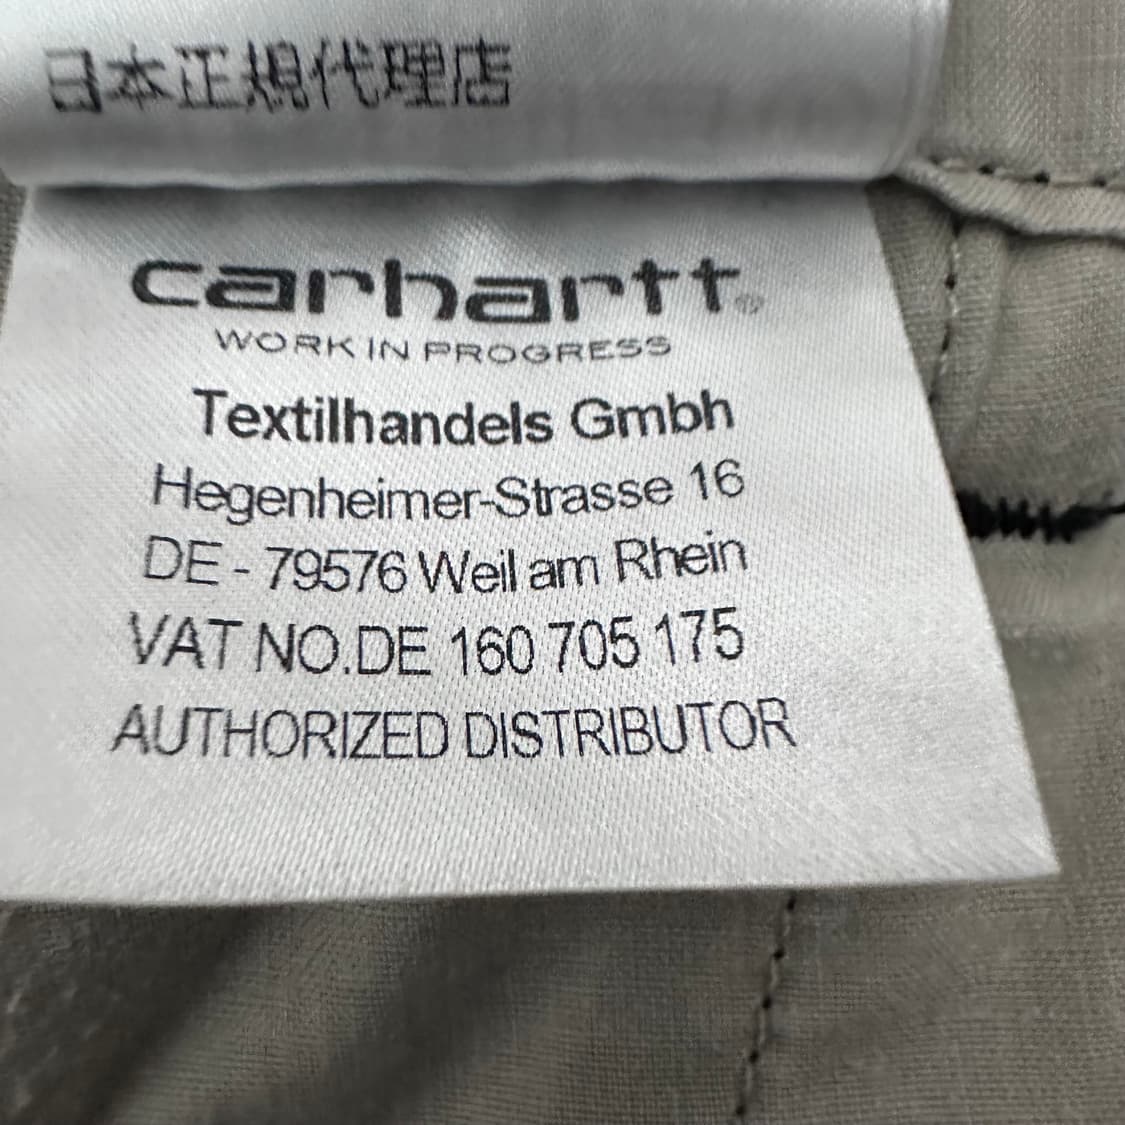 日本正規代理店
carhartt®
WORK IN PROGRESS
Textilhandels Gmbh
Hegenheimer-Strasse 16
DE - 79576 Weil am Rhein
VAT NO.DE 160 705 175
AUTHORIZED DISTRIBUTOR